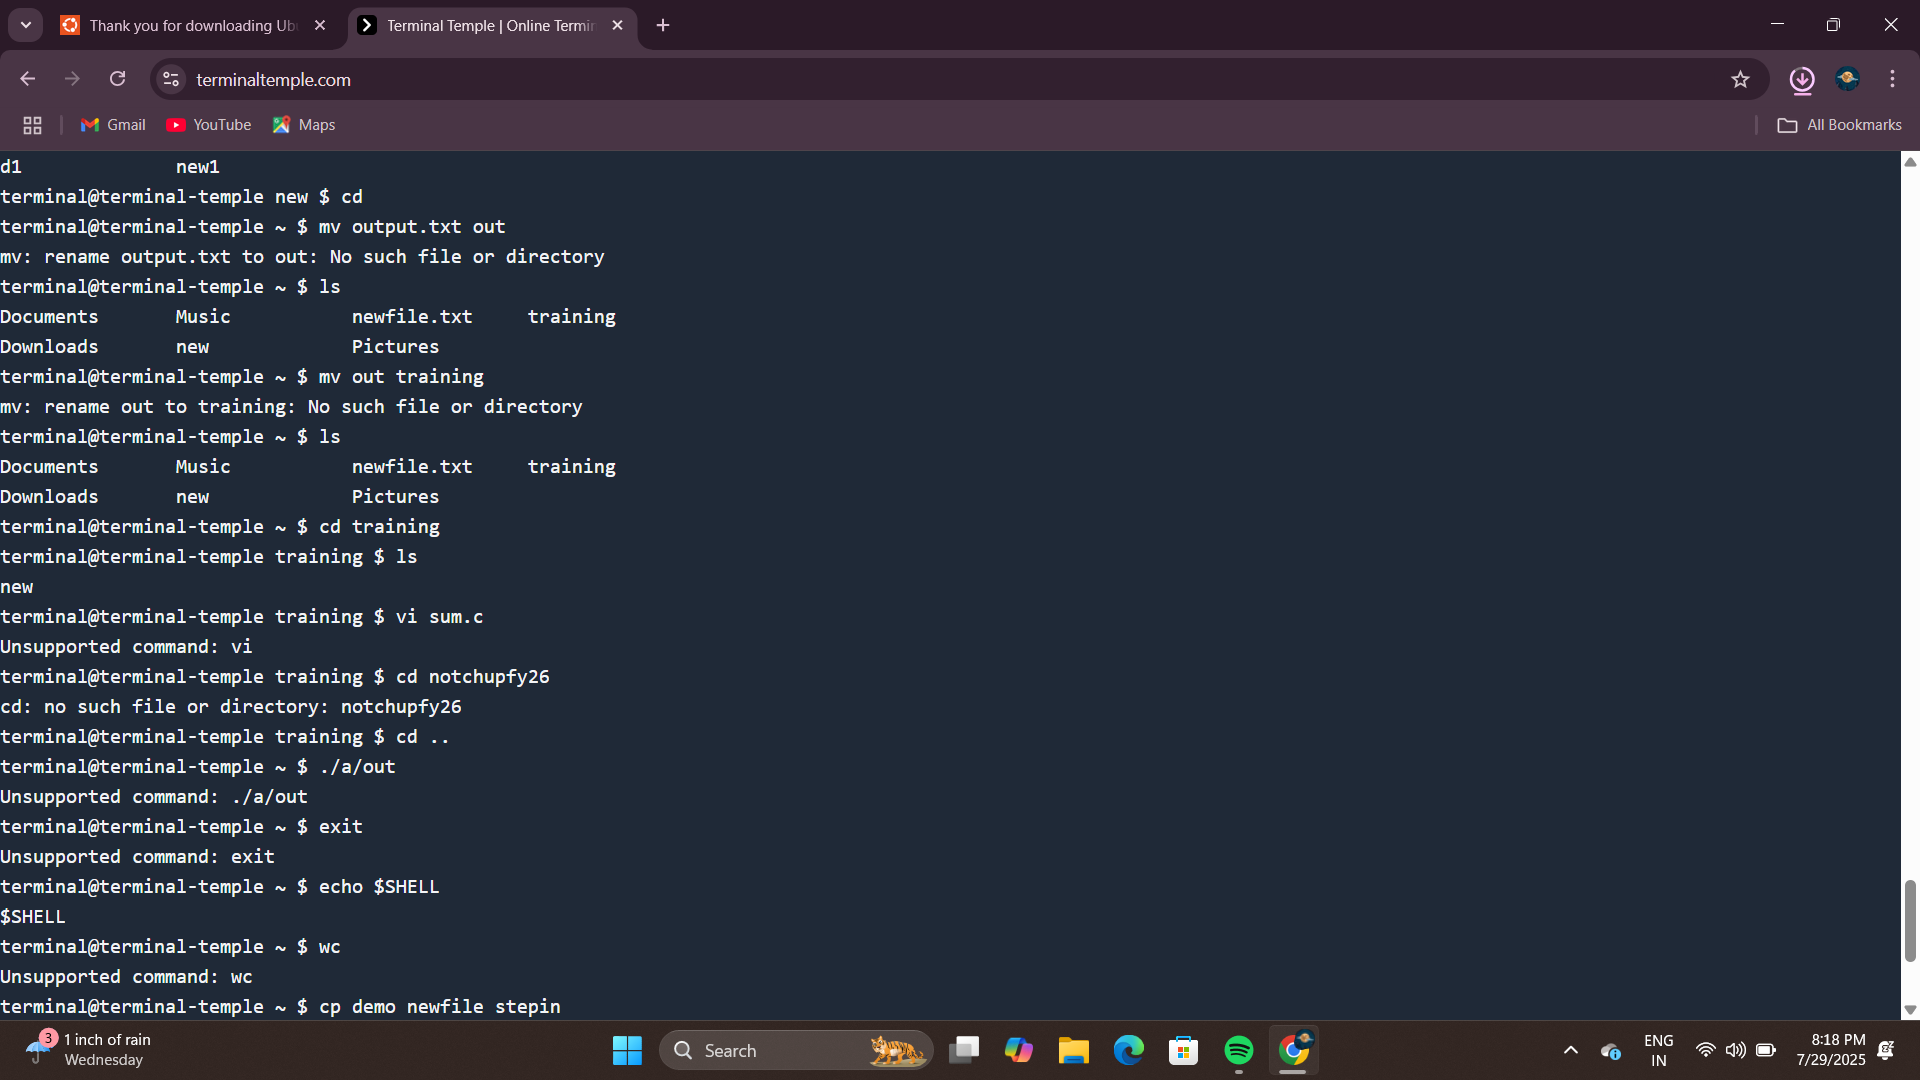 Thank you for downloading Ub
Terminal Temple | Online Termin
terminaltemple.com
Gmail
YouTube
Maps
All Bookmarks
d1 new1
terminal@terminal-temple new $ cd
terminal@terminal-temple ~ $ mv output.txt out
mv: rename output.txt to out: No such file or directory
terminal@terminal-temple ~ $ ls
Documents Music newfile.txt training
Downloads new Pictures
terminal@terminal-temple ~ $ mv out training
mv: rename out to training: No such file or directory
terminal@terminal-temple ~ $ ls
Documents Music newfile.txt training
Downloads new Pictures
terminal@terminal-temple ~ $ cd training
terminal@terminal-temple training $ ls
new
terminal@terminal-temple training $ vi sum.c
Unsupported command: vi
terminal@terminal-temple training $ cd notchupfy26
cd: no such file or directory: notchupfy26
terminal@terminal-temple training $ cd ..
terminal@terminal-temple ~ $ ./a/out
Unsupported command: ./a/out
terminal@terminal-temple ~ $ exit
Unsupported command: exit
terminal@terminal-temple ~ $ echo $SHELL
$SHELL
terminal@terminal-temple ~ $ wc
Unsupported command: wc
terminal@terminal-temple ~ $ cp demo newfile stepin
3
1 inch of rain
Wednesday
Search
ENG
IN
8:18 PM
7/29/2025